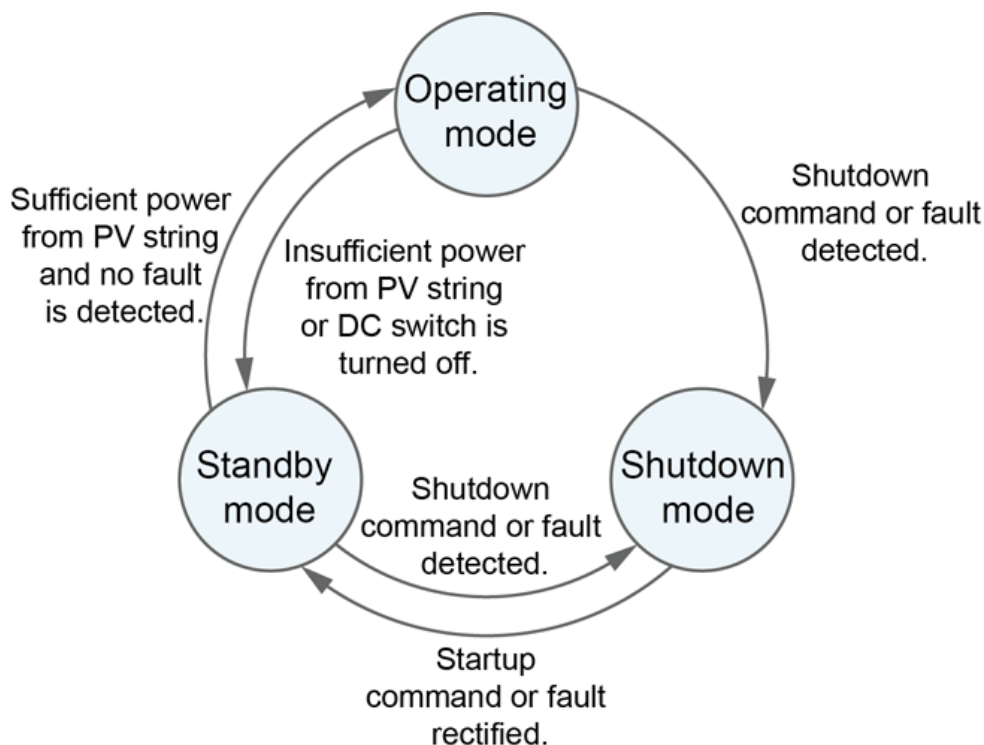 Operating
mode
Sufficient power
from PV string
and no fault
is detected.
Insufficient power
from PV string
or DC switch is
turned off.
Shutdown
command or fault
detected.
Standby
mode
Shutdown
command or fault
detected.
Shutdown
mode
Startup
command or fault
rectified.